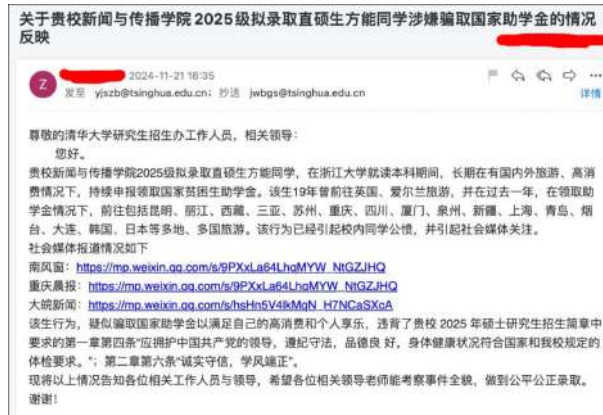 关于贵校新闻与传播学院2025级拟录取直硕生方能同学涉嫌骗取国家助学金的情况
反映
Z
2024-11-21 18:35
发至 yjszb@tsinghua.edu.cn; 抄送 jwbgs@tsinghua.edu.cn
详情
尊敬的清华大学研究生招生办工作人员，相关领导：
您好。
贵校新闻与传播学院2025级拟录取直硕生方能同学，在浙江大学就读本科期间，长期在有国内外旅游、高消
费情况下，持续申报领取国家贫困生助学金。该生19年曾前往英国、爱尔兰旅游，并在过去一年，在领取助
学金情况下，前往包括昆明、丽江、西藏、三亚、苏州、重庆、四川、厦门、泉州、新疆、上海、青岛、烟
台、大连、韩国、日本等多地、多国旅游。该行为已经引起校内同学公愤，并引起社会媒体关注。
社会媒体报道情况如下
南风窗：https://mp.weixin.qq.com/s/9PXxLa64LhqMYW_NtGZJHQ
重庆晨报：https://mp.weixin.qq.com/s/9PXxLa64LhqMYW_NtGZJHQ
大皖新闻：https://mp.weixin.qq.com/s/hsHn5V4IkMqN_H7NCaSXcA
该生行为，疑似骗取国家助学金以满足自己的高消费和个人享乐，违背了贵校 2025 年硕士研究生招生简章中
要求的第一章第四条“应拥护中国共产党的领导，遵纪守法，品德良 好，身体健康状况符合国家和我校规定的
体检要求。”；第二章第六条“诚实守信，学风端正”。
现将以上情况告知各位相关工作人员与领导，希望各位相关领导老师能考察事件全貌，做到公平公正录取。
谢谢！